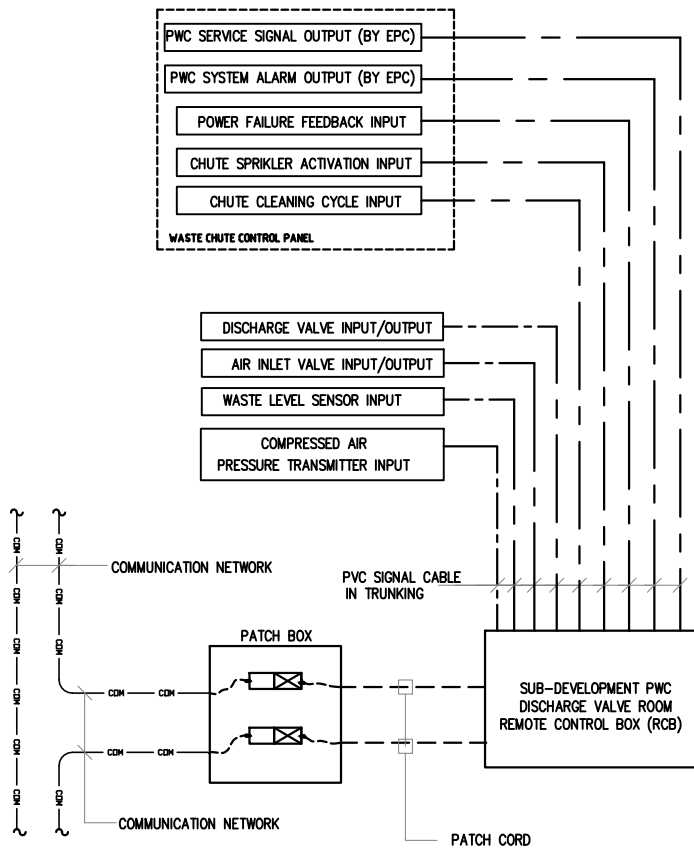 PWC SERVICE SIGNAL OUTPUT (BY EPC)
PWC SYSTEM ALARM OUTPUT (BY EPC)
POWER FAILURE FEEDBACK INPUT
CHUTE SPRIKLER ACTIVATION INPUT
CHUTE CLEANING CYCLE INPUT
WASTE CHUTE CONTROL PANEL
DISCHARGE VALVE INPUT/OUTPUT
AIR INLET VALVE INPUT/OUTPUT
WASTE LEVEL SENSOR INPUT
COMPRESSED AIR
PRESSURE TRANSMITTER INPUT
COM
COM
COMMUNICATION NETWORK
PVC SIGNAL CABLE
IN TRUNKING
COM
COM
COM
PATCH BOX
COM
COM
COM
SUB-DEVELOPMENT PWC
DISCHARGE VALVE ROOM
REMOTE CONTROL BOX (RCB)
COM
COM
COM
COM
COM
COMMUNICATION NETWORK
PATCH CORD